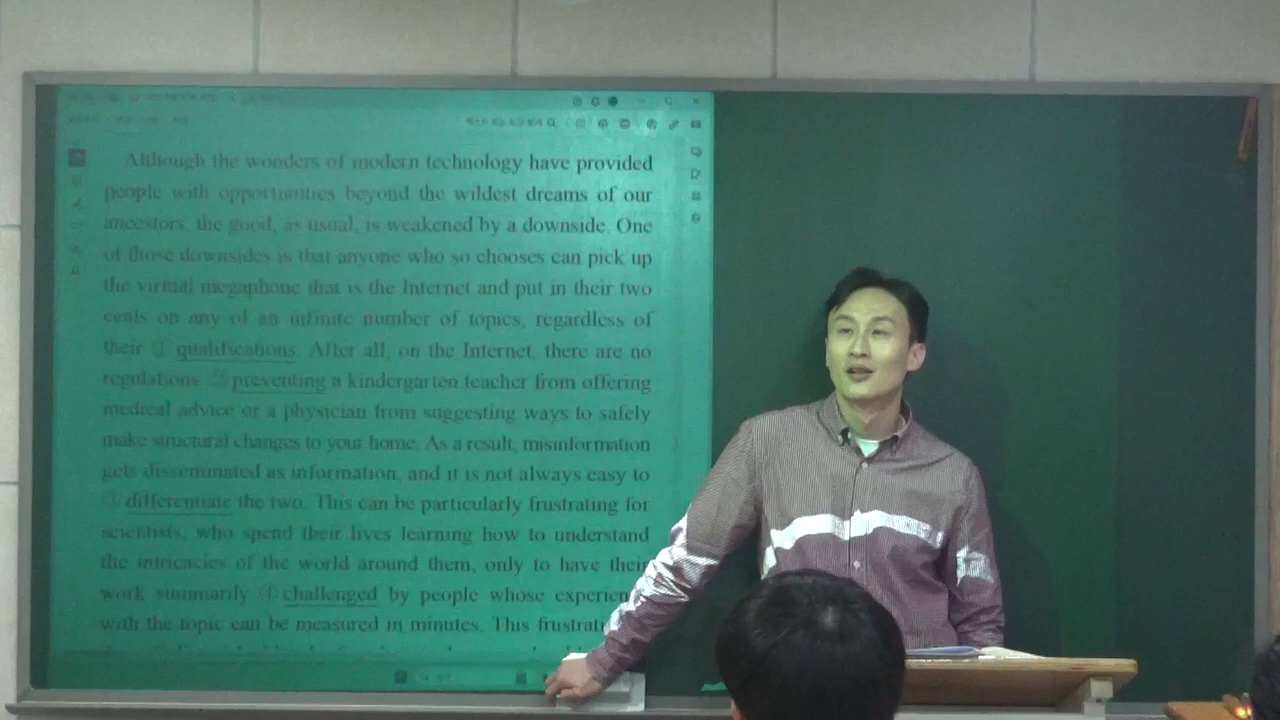 Although the wonders of modern technology have provided
people with opportunities beyond the wildest dreams of our
ancestors, the good, as usual, is weakened by a downside. One
of those downsides is that anyone who so chooses can pick up
the virtual megaphone that is the Internet and put in their two
cents on any of an infinite number of topics, regardless of
their ① qualifications. After all, on the Internet, there are no
regulations ② preventing a kindergarten teacher from offering
medical advice or a physician from suggesting ways to safely
make structural changes to your home. As a result, misinformation
gets disseminated as information, and it is not always easy to
③ differentiate the two. This can be particularly frustrating for
scientists, who spend their lives learning how to understand
the intricacies of the world around them, only to have their
work summarily ④ challenged by people whose experien
with the topic can be measured in minutes. This frustrati